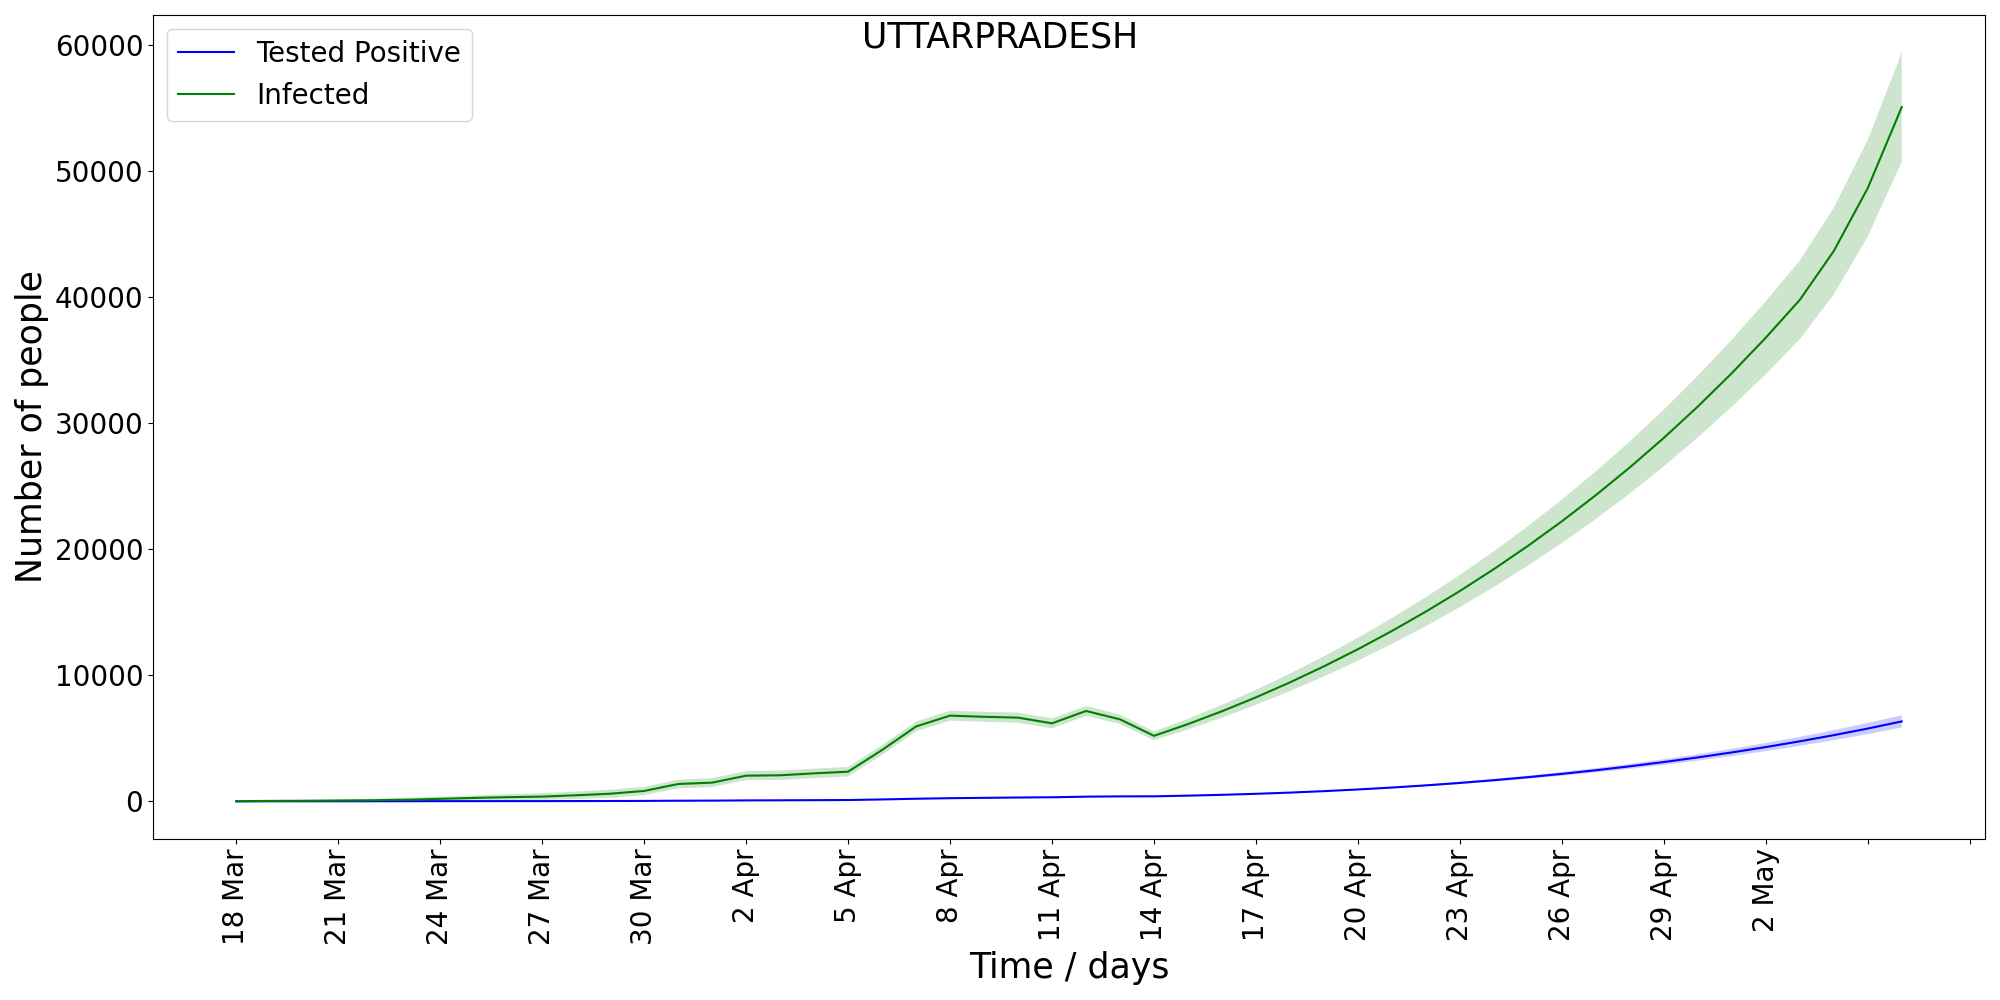 UTTARPRADESH
Tested Positive
Infected
Number of people
60000
50000
40000
30000
20000
10000
0
18 Mar
21 Mar
24 Mar
27 Mar
30 Mar
2 Apr
5 Apr
8 Apr
11 Apr
14 Apr
17 Apr
20 Apr
23 Apr
26 Apr
29 Apr
2 May
Time / days